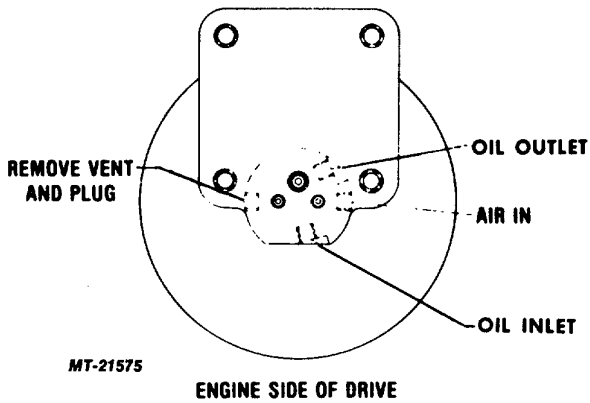 OIL OUTLET
REMOVE VENT
AND PLUG
AIR IN
OIL INLET
MT-21575
ENGINE SIDE OF DRIVE